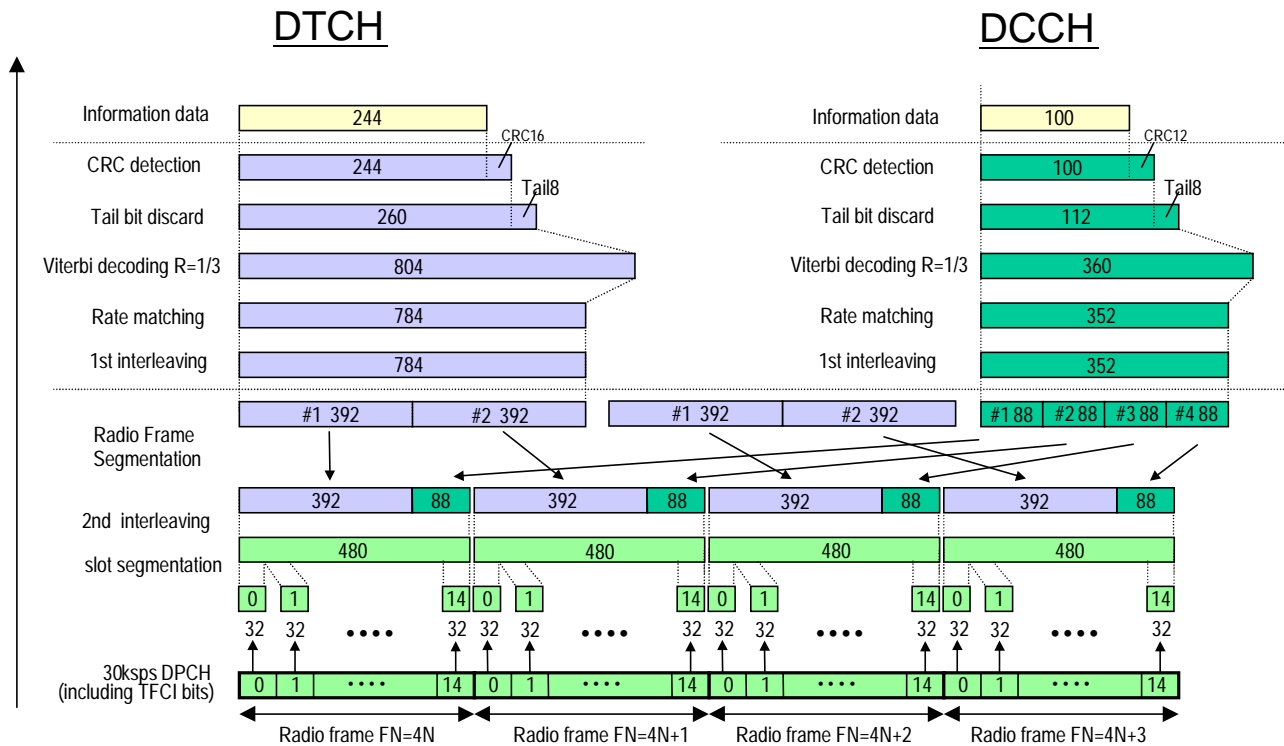 DTCH DCCH
Information data 244 Information data 100
CRC16 CRC12
CRC detection 244 CRC detection 100
Tail8 Tail8
Tail bit discard 260 Tail bit discard 112
Viterbi decoding R=1/3 804 Viterbi decoding R=1/3 360
Rate matching 784 Rate matching 352
1st interleaving 784 1st interleaving 352
#1 392 #2 392 #1 392 #2 392 #1 88 #2 88 #3 88 #4 88
Radio Frame
Segmentation
392 88 392 88 392 88 392 88
2nd interleaving
480 480 480 480
slot segmentation
0 1 14 0 1 14 0 1 14 0 1 14
32 32 •••• 32 32 32 •••• 32 32 32 •••• 32 32 32 •••• 32
30ksps DPCH
(including TFCI bits)
0 1 •••• 14 0 1 •••• 14 0 1 •••• 14 0 1 •••• 14
Radio frame FN=4N Radio frame FN=4N+1 Radio frame FN=4N+2 Radio frame FN=4N+3